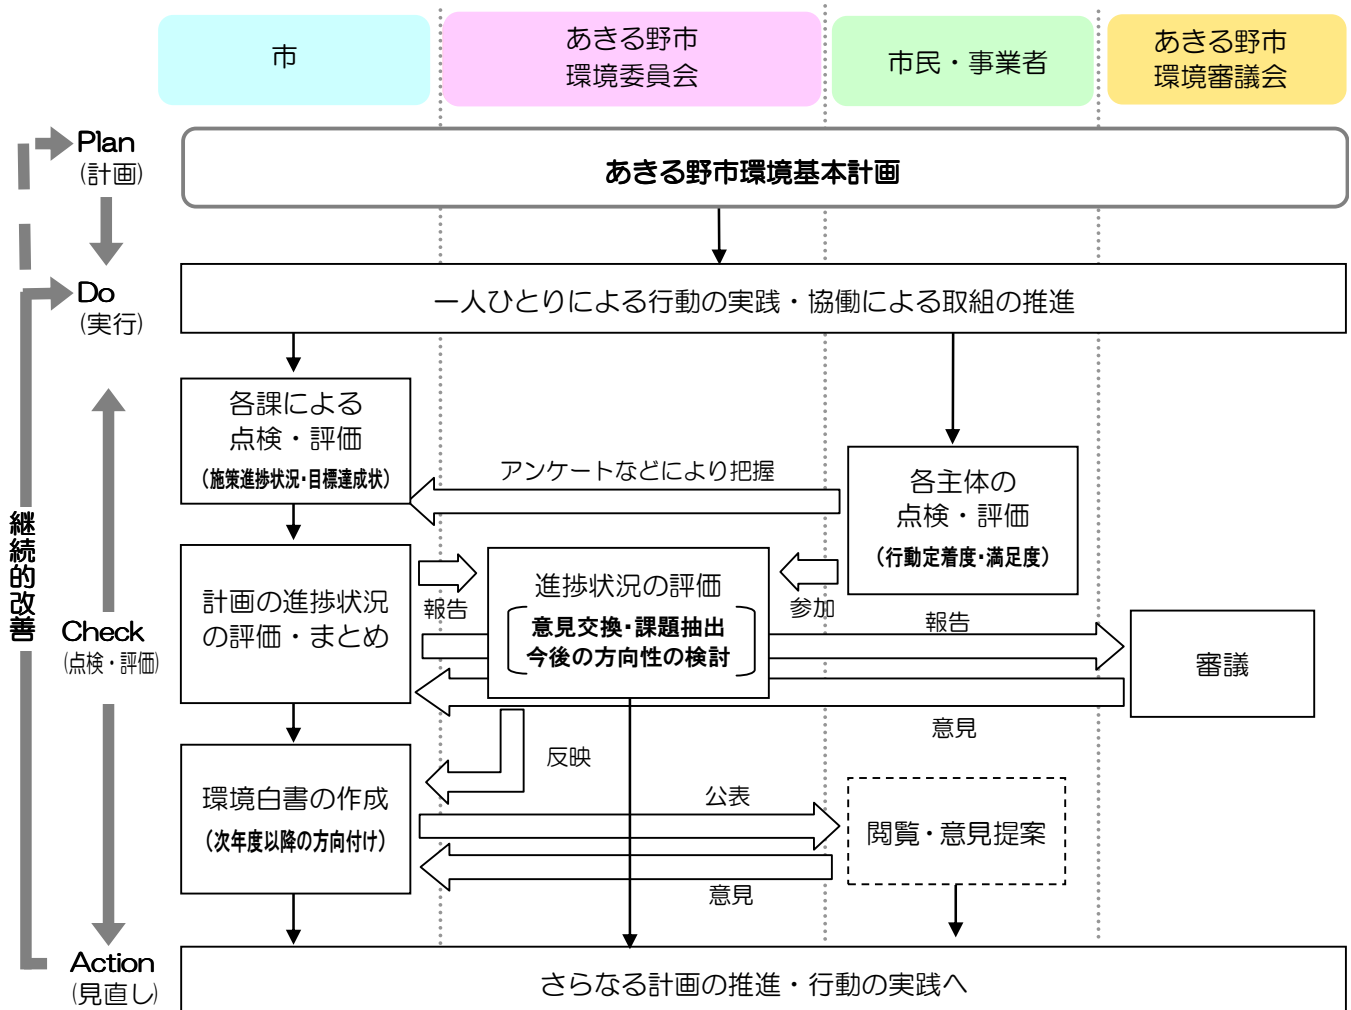 市
あきる野市
環境委員会
市民・事業者
あきる野市
環境審議会
Plan
(計画)
あきる野市環境基本計画
Do
(実行)
一人ひとりによる行動の実践・協働による取組の推進
各課による
点検・評価
(施策進捗状況・目標達成状)
アンケートなどにより把握
各主体の
点検・評価
(行動定着度・満足度)
継続的改善
Check
(点検・評価)
計画の進捗状況
の評価・まとめ
報告
進捗状況の評価
意見交換・課題抽出
今後の方向性の検討
参加
報告
審議
意見
反映
環境白書の作成
(次年度以降の方向付け)
公表
閲覧・意見提案
意見
Action
(見直し)
さらなる計画の推進・行動の実践へ